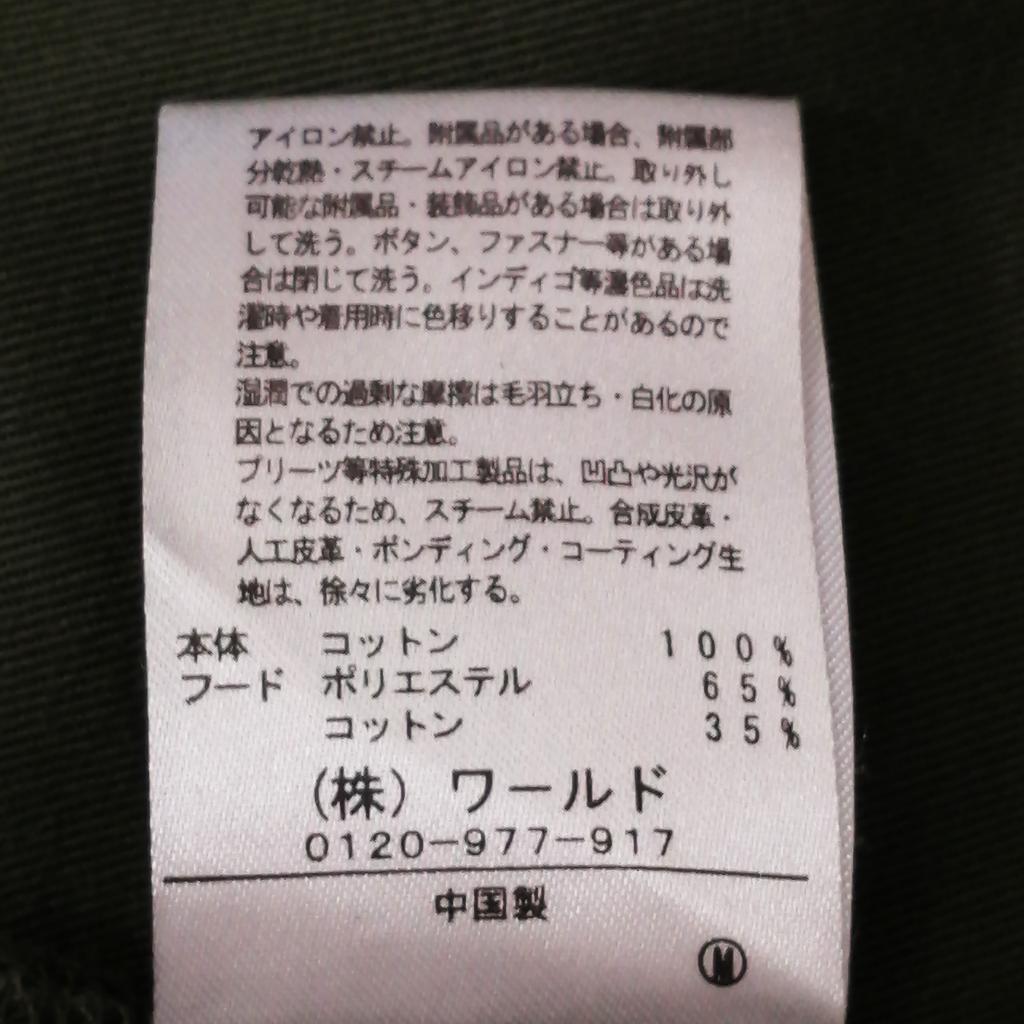 アイロン禁止。附属品がある場合、附属部
分乾熱・スチームアイロン禁止。取り外し
可能な附属品・装飾品がある場合は取り外
して洗う。ボタン、ファスナー等がある場
合は閉じて洗う。インディゴ等濃色品は洗
濯時や着用時に色移りすることがあるので
注意。
湿潤での過剰な摩擦は毛羽立ち・白化の原
因となるため注意。
プリーツ等特殊加工製品は、凹凸や光沢が
なくなるため、スチーム禁止。合成皮革・
人工皮革・ボンディング・コーティング生
地は、徐々に劣化する。
本体 コットン 100%
フード ポリエステル 65%
コットン 35%
(株) ワールド
0120-977-917
中国製
Ⓜ